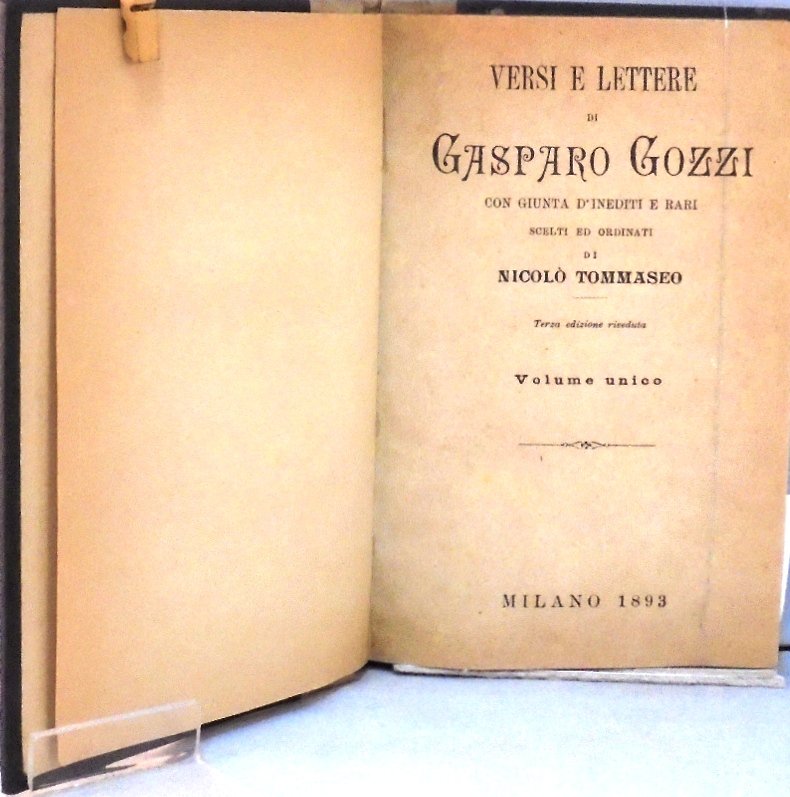 VERSI E LETTERE
DI
GASPARO GOZZI
CON GIUNTA D'INEDITI E RARI
SCELTI ED ORDINATI
DI
NICOLÒ TOMMASEO
Terza edizione riveduta
Volume unico
MILANO 1893